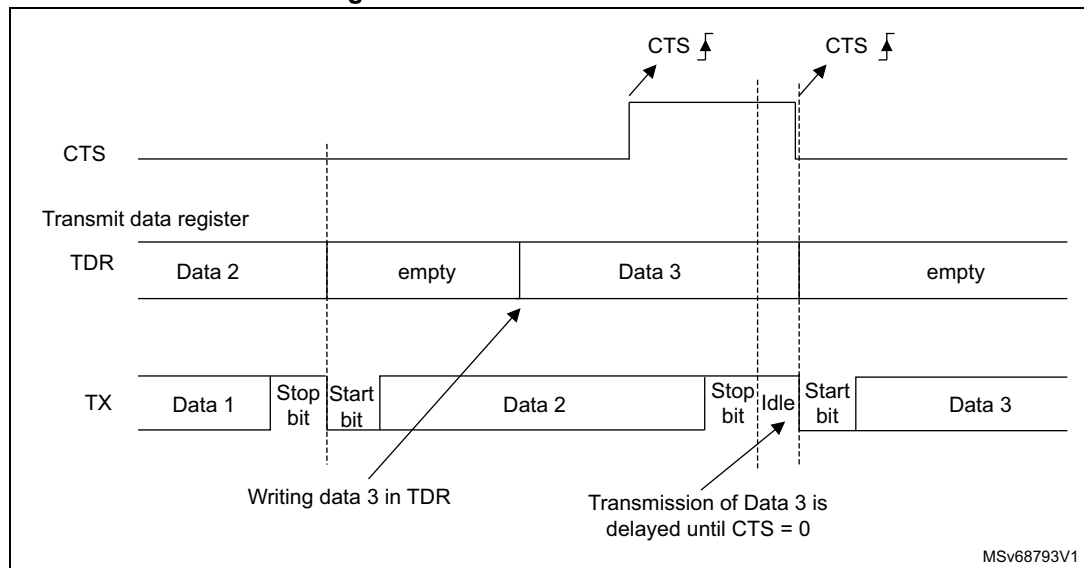 CTS
CTS
CTS
Transmit data register
TDR
Data 2
empty
Data 3
empty
TX
Data 1
Stop
bit
Start
bit
Data 2
Stop
bit
Idle
Start
bit
Data 3
Writing data 3 in TDR
Transmission of Data 3 is
delayed until CTS = 0
MSv68793V1